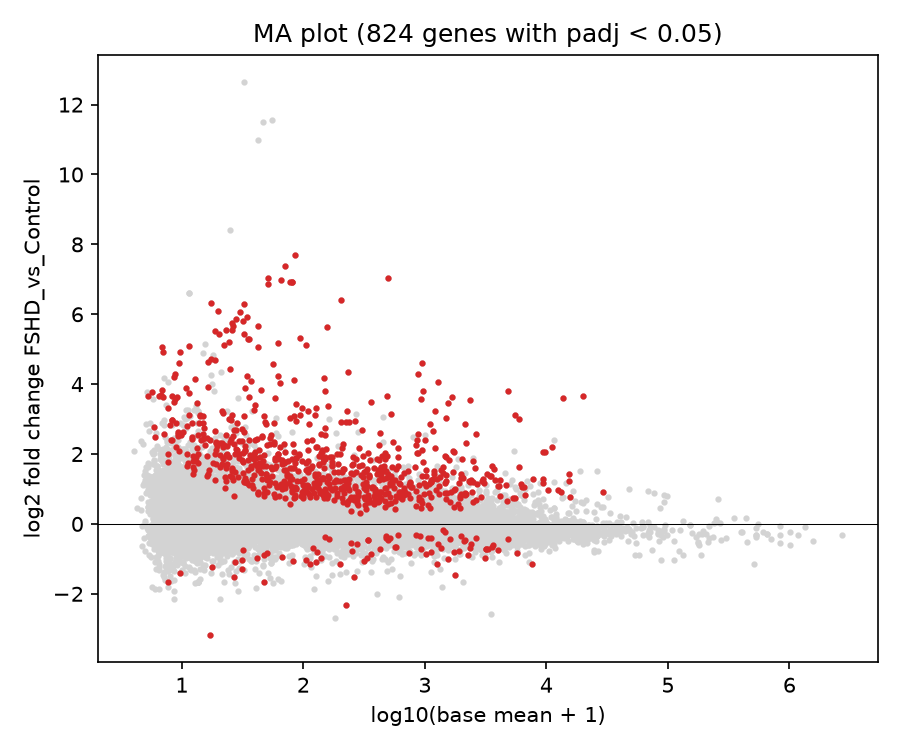 MA plot (824 genes with padj < 0.05)
log2 fold change FSHD_vs_Control
12
10
8
6
4
2
0
−2
1 2 3 4 5 6
log10(base mean + 1)